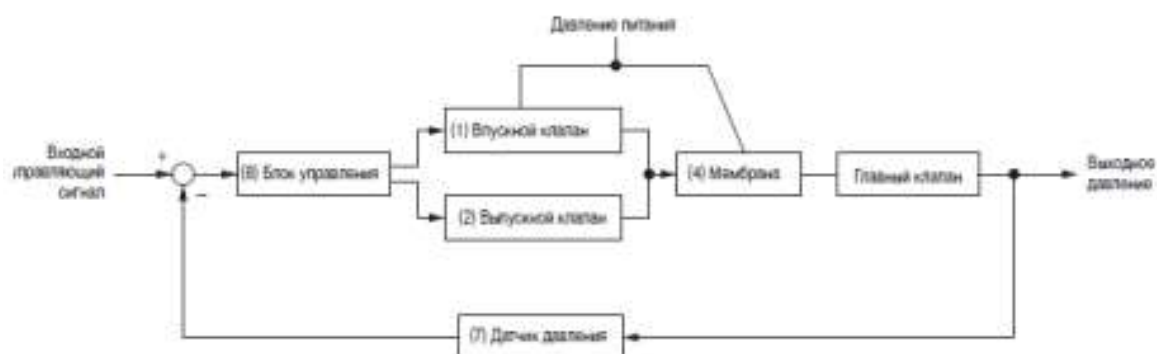 Давление питания
(1) Впускной клапан
Входной
управляющий
сигнал
+
(8) Блок управления
(4) Мембрана
Главный клапан
Выходное
давление
–
(2) Выпускной клапан
(7) Датчик давления